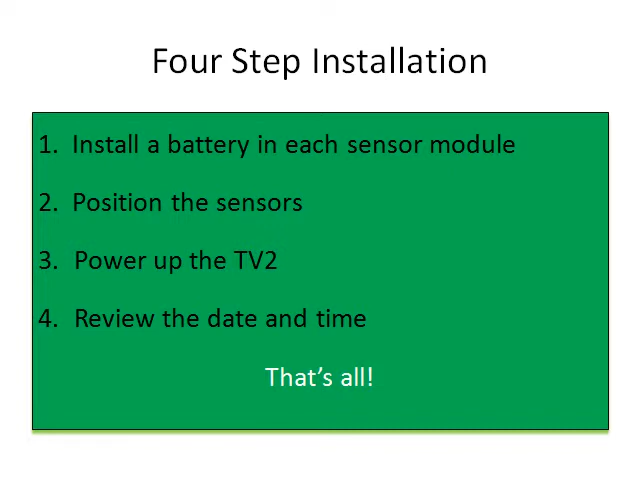 Four Step Installation
1. Install a battery in each sensor module
2. Position the sensors
3. Power up the TV2
4. Review the date and time
That’s all!